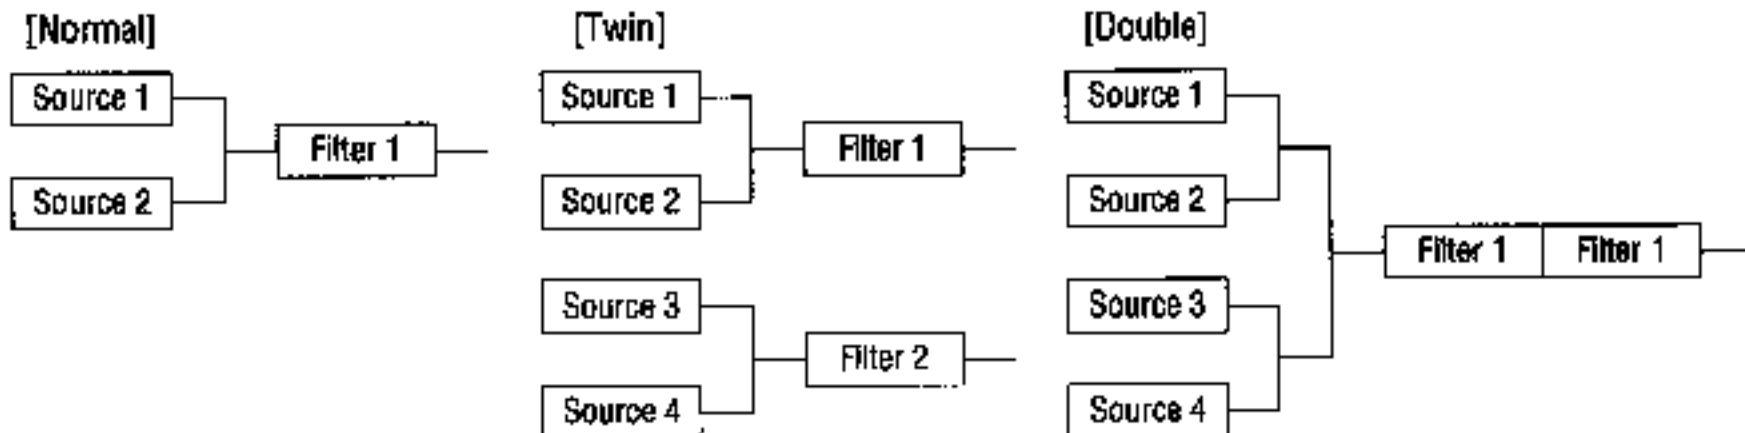 [Normal]
Source 1
Source 2
Filter 1
[Twin]
Source 1
Source 2
Filter 1
Source 3
Source 4
Filter 2
[Double]
Source 1
Source 2
Source 3
Source 4
Filter 1
Filter 1